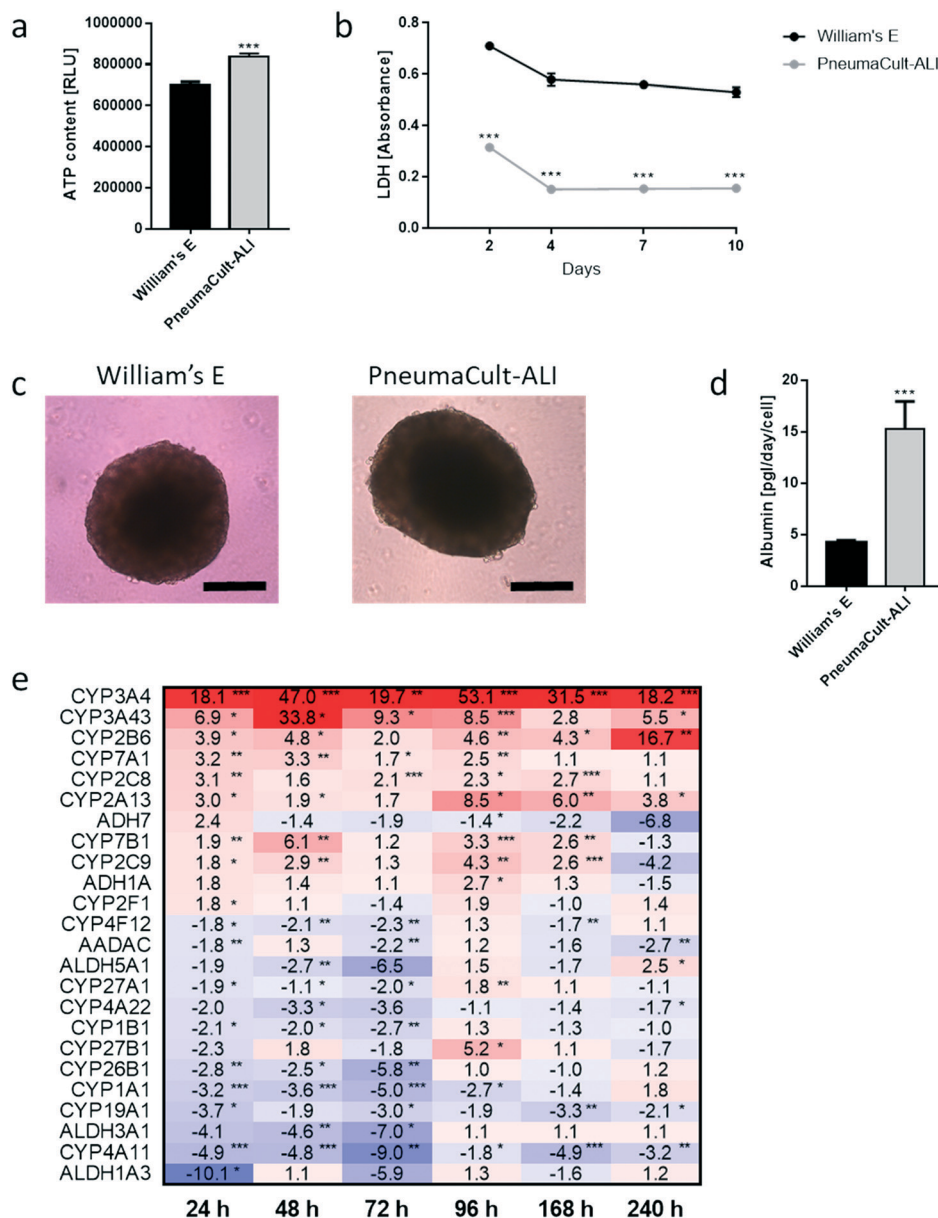 a
1000000
800000
600000
400000
200000
0
ATP content [RLU]
***
William's E
PneumaCult-ALI
b
0.8
0.6
0.4
0.2
0.0
LDH [Absorbance]
*** *** *** ***
2 4 7 10
Days
William's E
PneumaCult-ALI
c
William's E PneumaCult-ALI
d
20
15
10
5
0
Albumin [pgl/day/cell]
***
William's E
PneumaCult-ALI
e
CYP3A4 18.1 *** 47.0 *** 19.7 ** 53.1 *** 31.5 *** 18.2 ***
CYP3A43 6.9 * 33.8 * 9.3 * 8.5 *** 2.8 5.5 *
CYP2B6 3.9 * 4.8 * 2.0 4.6 ** 4.3 * 16.7 **
CYP7A1 3.2 ** 3.3 ** 1.7 * 2.5 ** 1.1 1.1
CYP2C8 3.1 ** 1.6 2.1 *** 2.3 * 2.7 *** 1.1
CYP2A13 3.0 * 1.9 * 1.7 8.5 * 6.0 ** 3.8 *
ADH7 2.4 -1.4 -1.9 -1.4 * -2.2 -6.8
CYP7B1 1.9 ** 6.1 ** 1.2 3.3 *** 2.6 ** -1.3
CYP2C9 1.8 * 2.9 ** 1.3 4.3 ** 2.6 *** -4.2
ADH1A 1.8 1.4 1.1 2.7 * 1.3 -1.5
CYP2F1 1.8 * 1.1 -1.4 1.9 -1.0 1.4
CYP4F12 -1.8 * -2.1 ** -2.3 ** 1.3 -1.7 ** 1.1
AADAC -1.8 ** 1.3 -2.2 ** 1.2 -1.6 -2.7 **
ALDH5A1 -1.9 -2.7 ** -6.5 1.5 -1.7 2.5 *
CYP27A1 -1.9 * -1.1 * -2.0 * 1.8 ** 1.1 -1.1
CYP4A22 -2.0 -3.3 * -3.6 -1.1 -1.4 -1.7 *
CYP1B1 -2.1 * -2.0 * -2.7 ** 1.3 -1.3 -1.0
CYP27B1 -2.3 1.8 -1.8 5.2 * 1.1 -1.7
CYP26B1 -2.8 ** -2.5 * -5.8 ** 1.0 -1.0 1.2
CYP1A1 -3.2 *** -3.6 *** -5.0 *** -2.7 * -1.4 1.8
CYP19A1 -3.7 * -1.9 -3.0 * -1.9 -3.3 ** -2.1 *
ALDH3A1 -4.1 -4.6 ** -7.0 * 1.1 1.1 1.1
CYP4A11 -4.9 *** -4.8 *** -9.0 ** -1.8 * -4.9 *** -3.2 **
ALDH1A3 -10.1 * 1.1 -5.9 1.3 -1.6 1.2
24 h 48 h 72 h 96 h 168 h 240 h